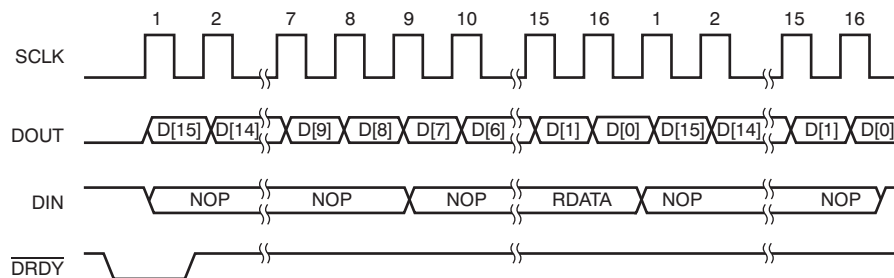 1 2 7 8 9 10 15 16 1 2 15 16
SCLK
DOUT D[15] D[14] D[9] D[8] D[7] D[6] D[1] D[0] D[15] D[14] D[1] D[0]
DIN NOP NOP NOP RDATA NOP NOP
DRDY